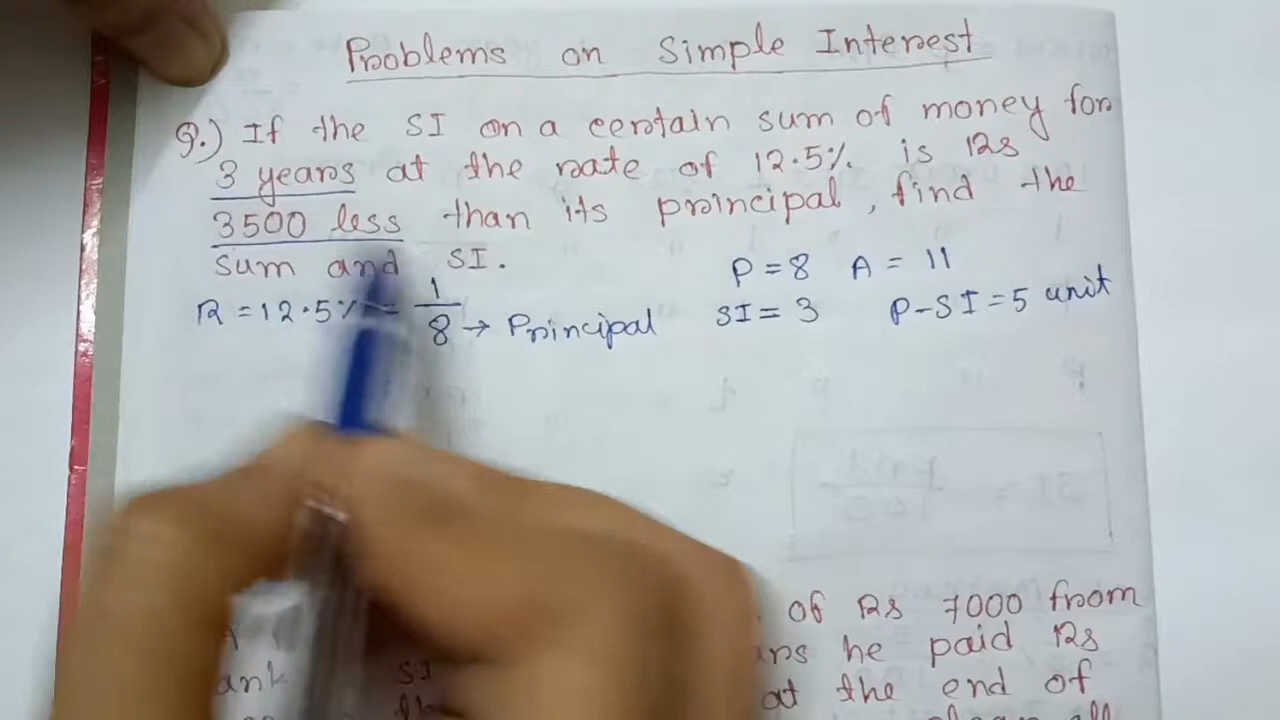 Problems on Simple Interest
Q.) If the SI on a certain sum of money for
3 years at the rate of 12.5% is Rs
3500 less than its principal, find the
sum and SI.
P = 8 A = 11
R = 12.5% = 1/8 → Principal SI = 3 P-SI = 5 unit
of Rs 7000 from
he paid Rs
SI at the end of